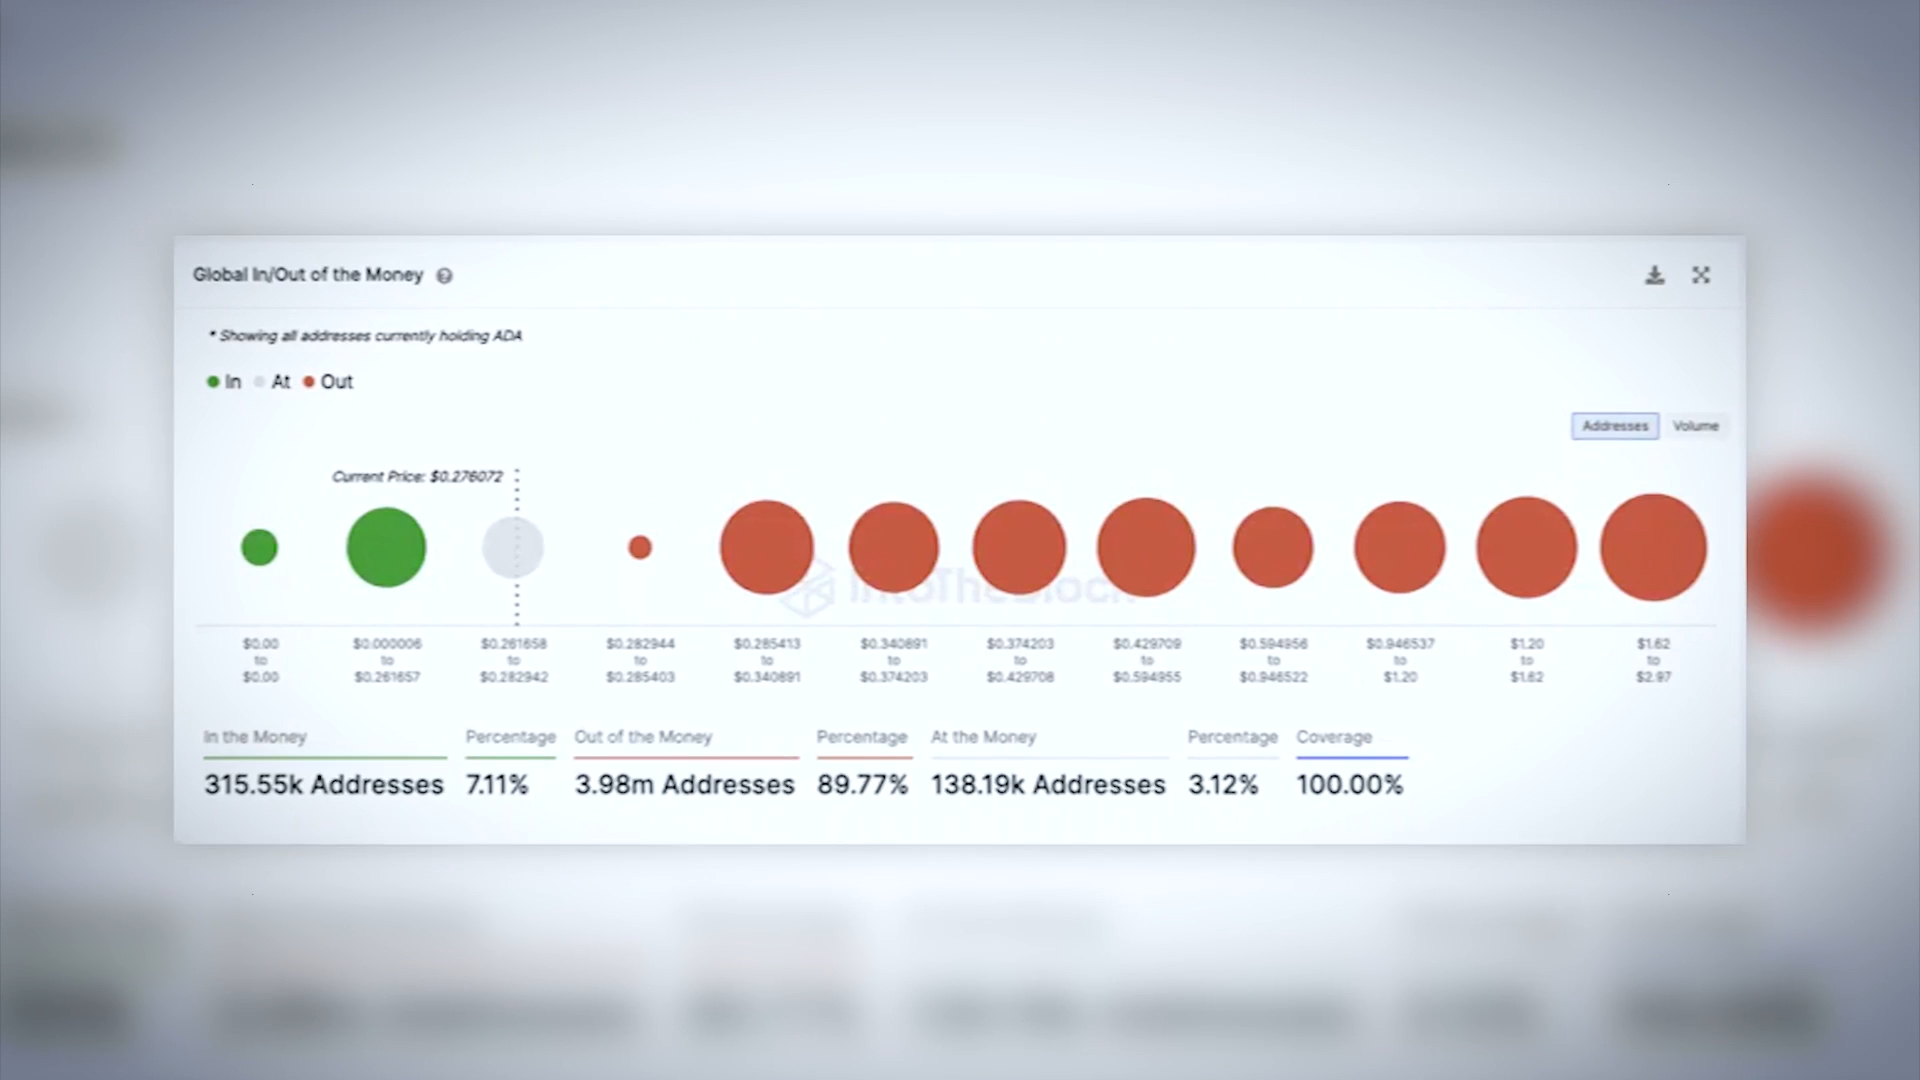 Global In/Out of the Money
* Showing all addresses currently holding ADA
In At Out
Addresses Volume
Current Price: $0.276072
IntoTheBlock
$0.00 to $0.00
$0.000006 to $0.261657
$0.261658 to $0.282942
$0.282944 to $0.285403
$0.285413 to $0.340891
$0.340891 to $0.374203
$0.374203 to $0.429708
$0.429709 to $0.594955
$0.594956 to $0.946522
$0.946537 to $1.20
$1.20 to $1.62
$1.62 to $2.97
In the Money Percentage Out of the Money Percentage At the Money Percentage Coverage
315.55k Addresses 7.11% 3.98m Addresses 89.77% 138.19k Addresses 3.12% 100.00%